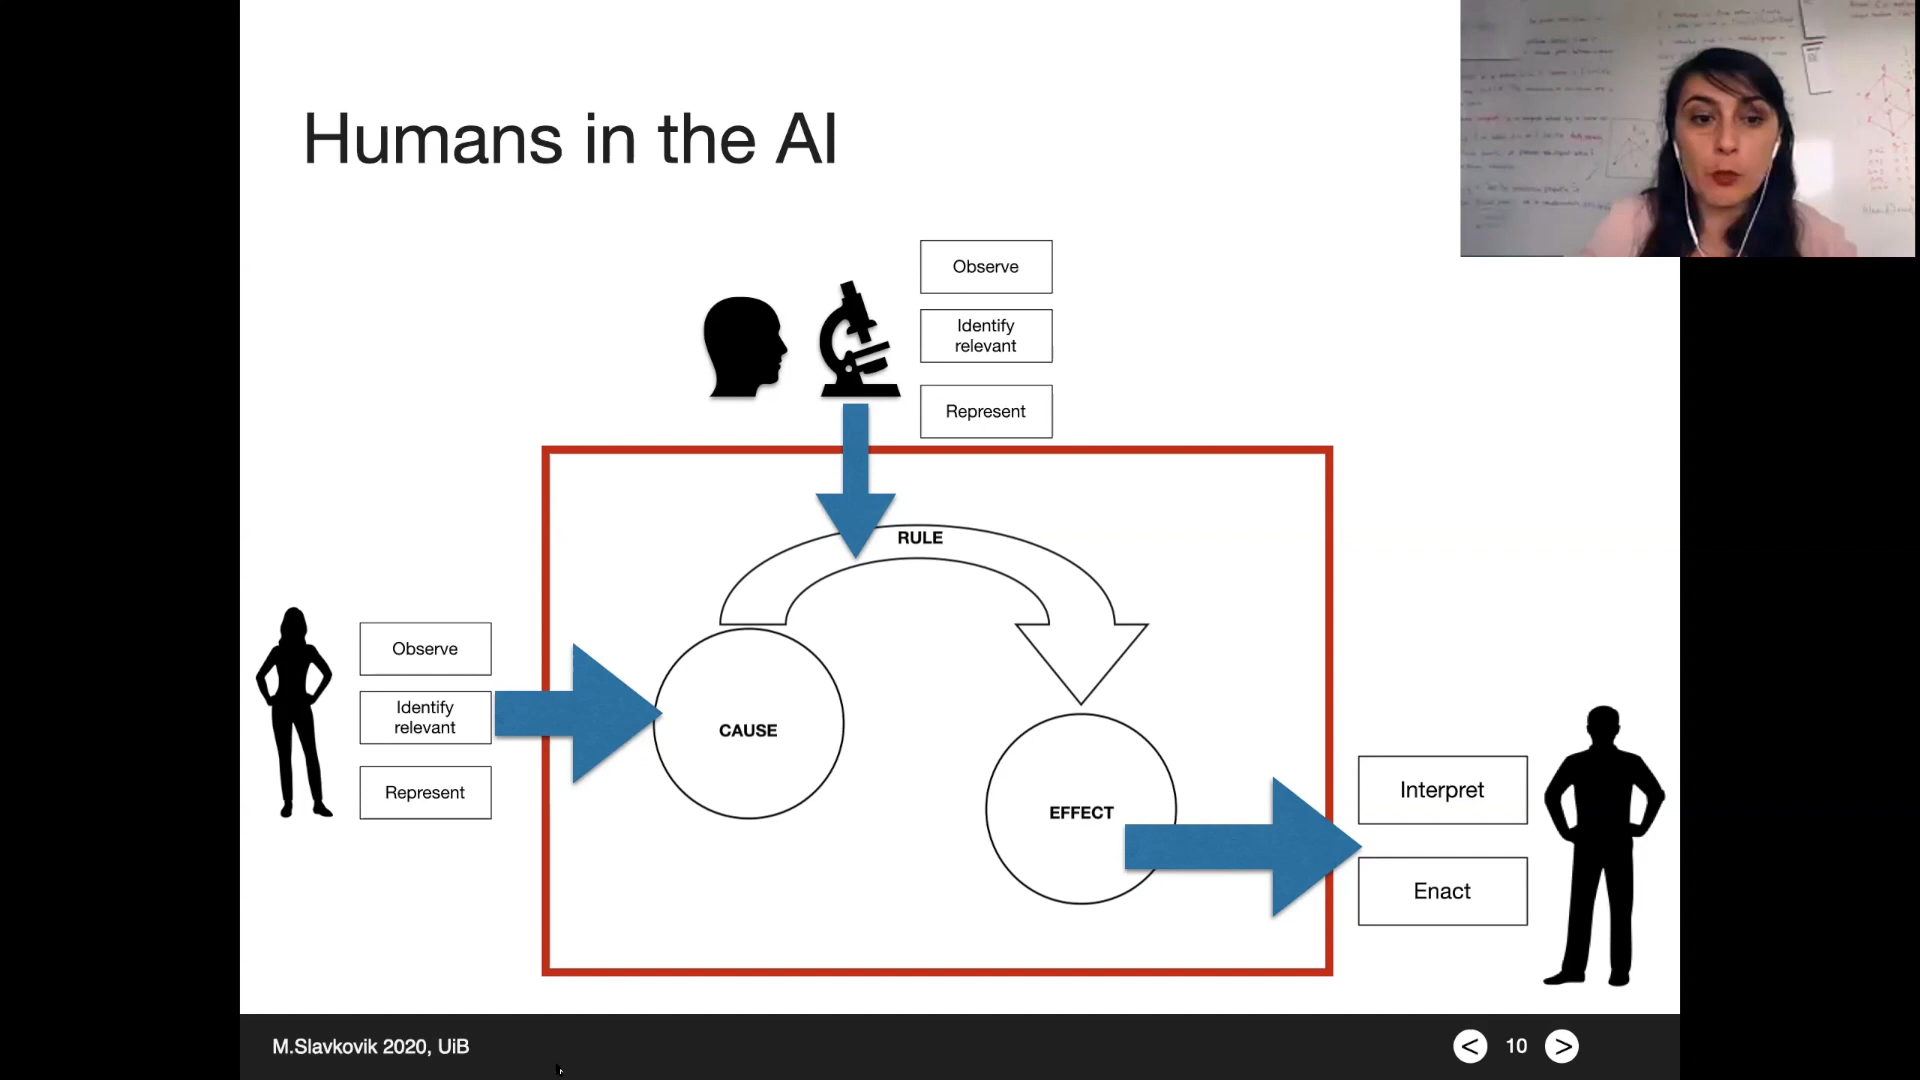 Humans in the AI
Observe
Identify
relevant
Represent
RULE
Observe
Identify
relevant
Represent
CAUSE
EFFECT
Interpret
Enact
M.Slavkovik 2020, UiB
< 10 >